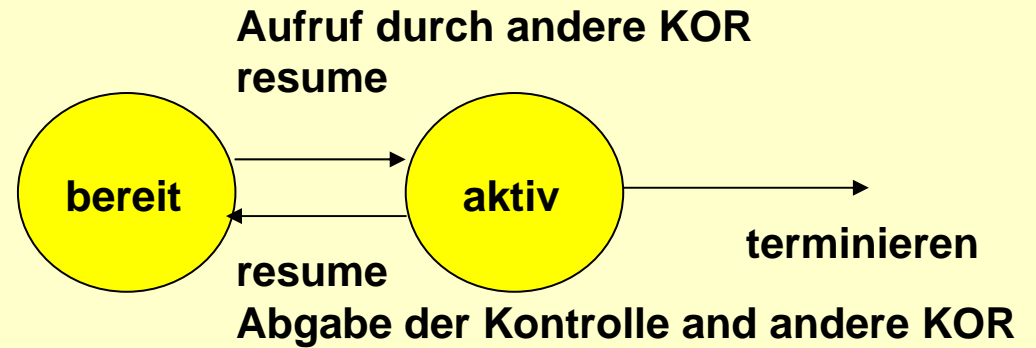 Aufruf durch andere KOR
resume
bereit
aktiv
terminieren
resume
Abgabe der Kontrolle and andere KOR